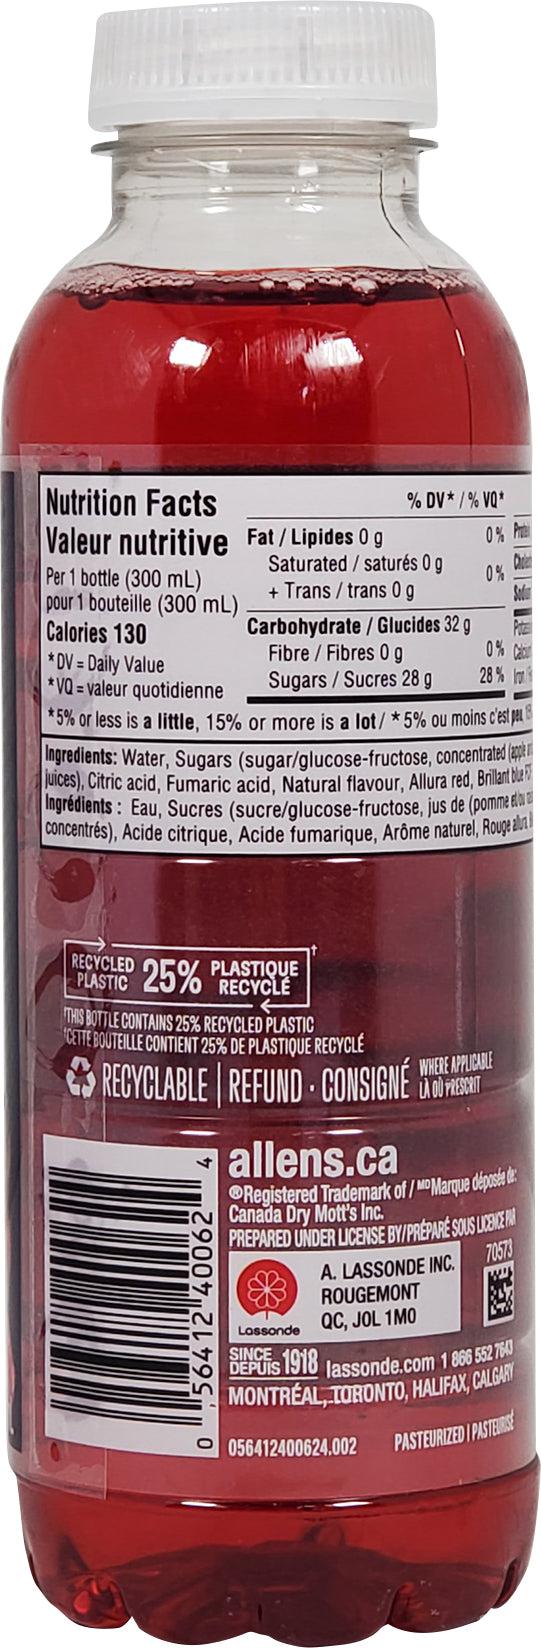 Nutrition Facts
Valeur nutritive
Per 1 bottle (300 mL)
pour 1 bouteille (300 mL)
Calories 130
* DV = Daily Value
* VQ = valeur quotidienne
% DV* / % VQ*
Fat / Lipides 0 g 0 %
Saturated / saturés 0 g
+ Trans / trans 0 g 0 %
Carbohydrate / Glucides 32 g
Fibre / Fibres 0 g 0 %
Sugars / Sucres 28 g 28 %
* 5% or less is a little, 15% or more is a lot / * 5% ou moins c'est peu,
Ingredients: Water, Sugars (sugar/glucose-fructose, concentrated (apple
juices), Citric acid, Fumaric acid, Natural flavour, Allura red, Brillant blue
Ingrédients : Eau, Sucres (sucre/glucose-fructose, jus de (pomme et/ou
concentrés), Acide citrique, Acide fumarique, Arôme naturel, Rouge allura,
RECYCLED PLASTIC 25% PLASTIQUE RECYCLÉ †
†THIS BOTTLE CONTAINS 25% RECYCLED PLASTIC
†CETTE BOUTEILLE CONTIENT 25% DE PLASTIQUE RECYCLÉ
RECYCLABLE | REFUND · CONSIGNÉ WHERE APPLICABLE
LÀ OÙ PRESCRIT
0 56412 40062 4
allens.ca
®Registered Trademark of / MD Marque déposée de:
Canada Dry Mott's Inc.
PREPARED UNDER LICENSE BY/PRÉPARÉ SOUS LICENCE PAR
Lassonde
A. LASSONDE INC.
ROUGEMONT
QC, J0L 1M0
70573
SINCE
DEPUIS 1918 lassonde.com 1 866 552 7643
MONTRÉAL, TORONTO, HALIFAX, CALGARY
056412400624.002 PASTEURIZED | PASTEURISÉ